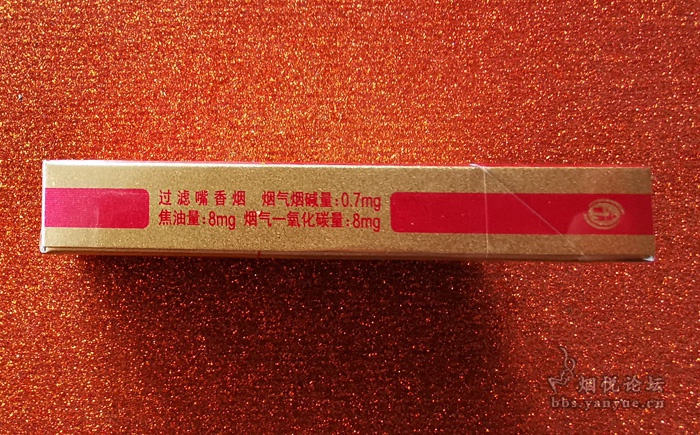 过滤嘴香烟 烟气烟碱量:0.7mg
焦油量:8mg 烟气一氧化碳量:8mg
烟悦论坛
bbs.yanyue.cn